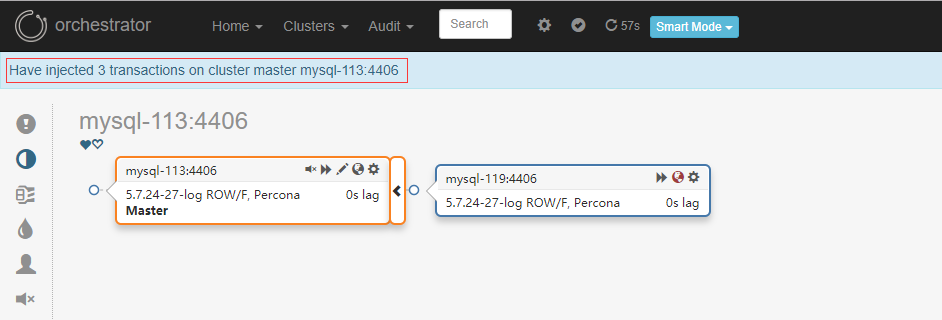 orchestrator Home Clusters Audit Search 57s Smart Mode
Have injected 3 transactions on cluster master mysql-113:4406
mysql-113:4406
mysql-113:4406
5.7.24-27-log ROW/F, Percona 0s lag
Master
mysql-119:4406
5.7.24-27-log ROW/F, Percona 0s lag